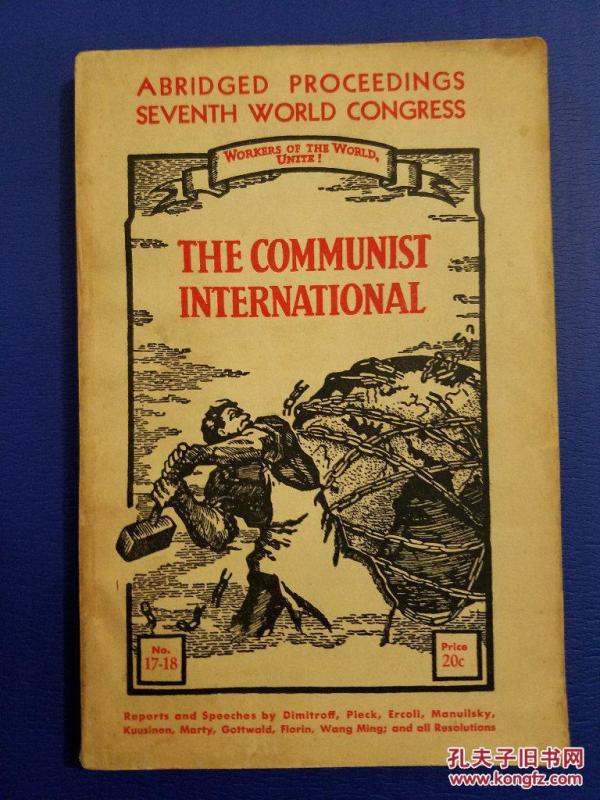 ABRIDGED PROCEEDINGS
SEVENTH WORLD CONGRESS
WORKERS OF THE WORLD,
UNITE!
THE COMMUNIST
INTERNATIONAL
No.
17-18
Price
20c
Reports and Speeches by Dimitroff, Pieck, Ercoli, Manuilsky,
Kuusinen, Marty, Gottwald, Florin, Wang Ming; and all Resolutions
孔夫子旧书网
www.kongfz.com